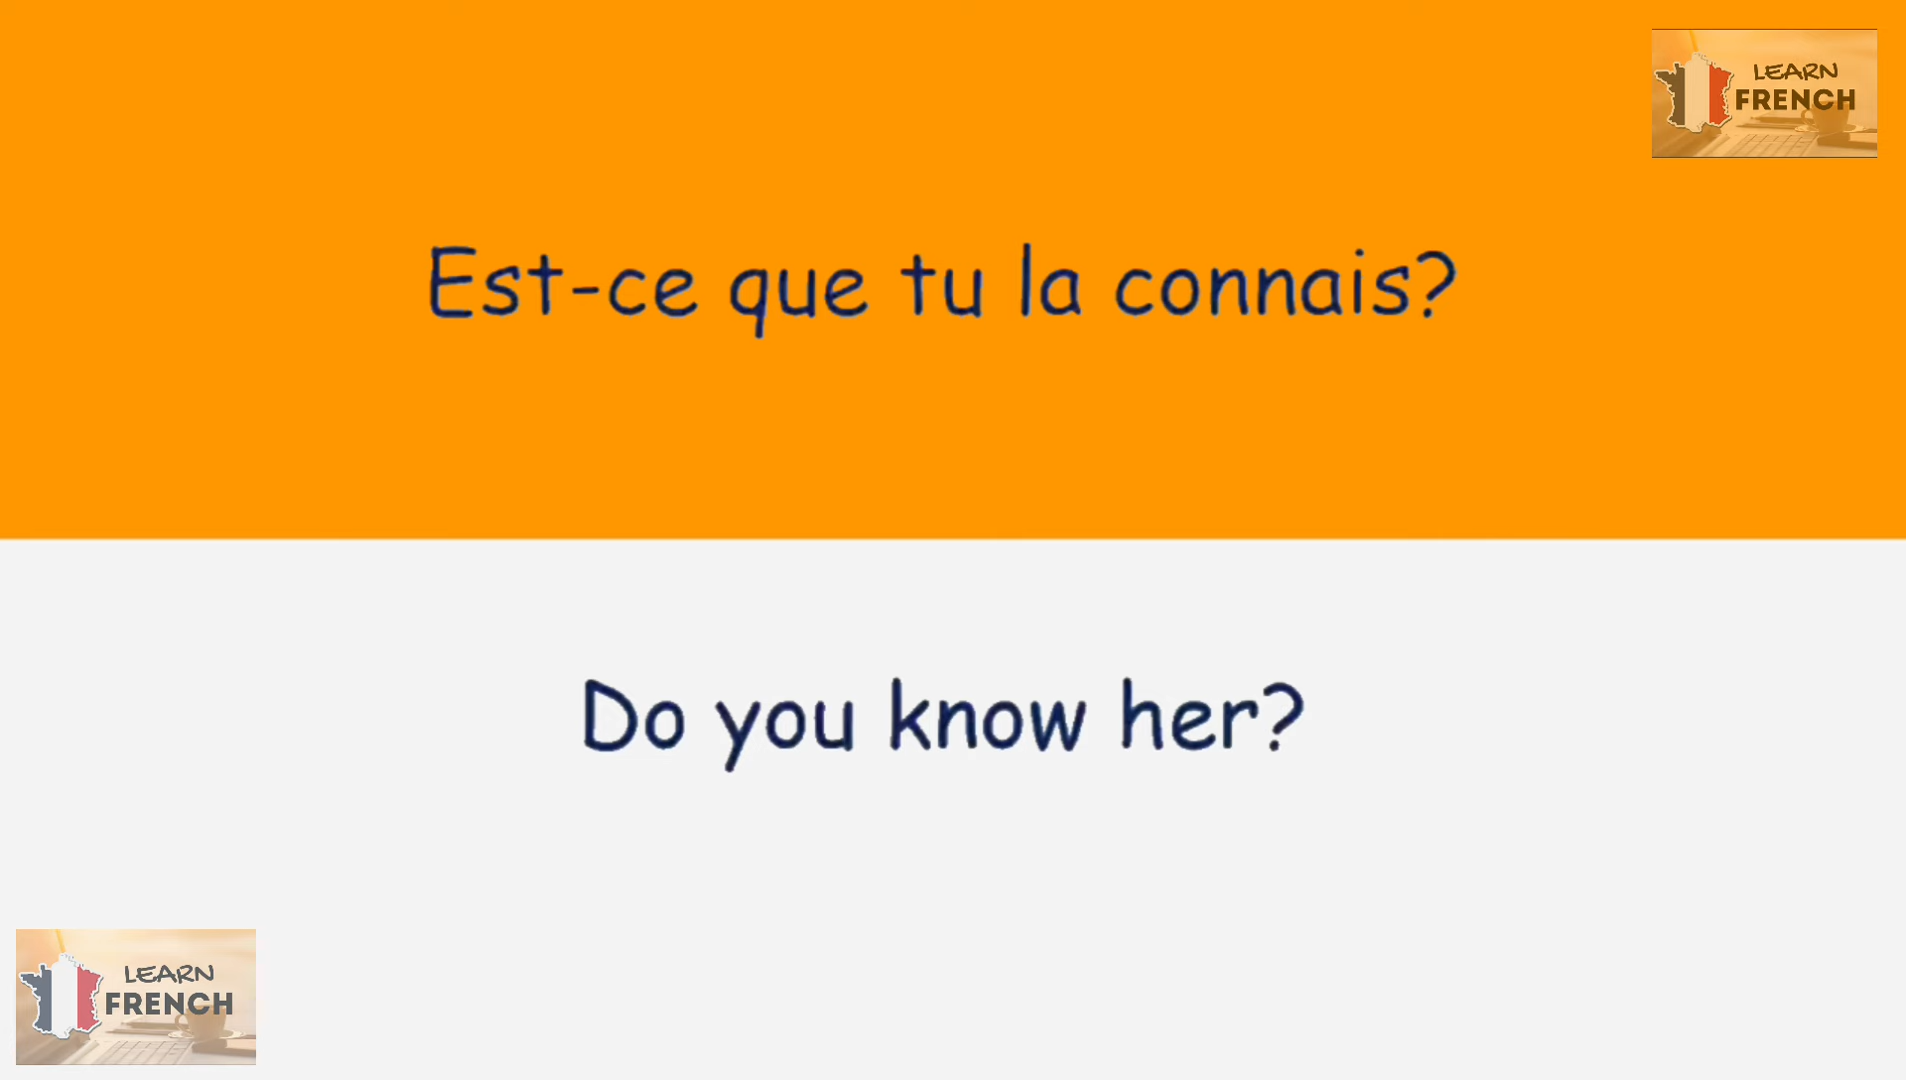 LEARN
FRENCH
Est-ce que tu la connais?
Do you know her?
LEARN
FRENCH